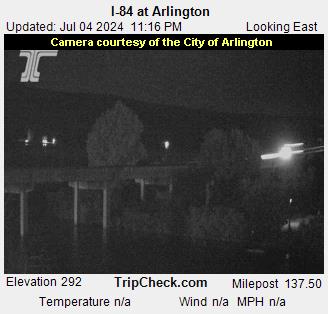 I-84 at Arlington
Updated: Jul 04 2024 11:16 PM Looking East
Camera courtesy of the City of Arlington
Elevation 292 TripCheck.com Milepost 137.50
Temperature n/a Wind n/a MPH n/a